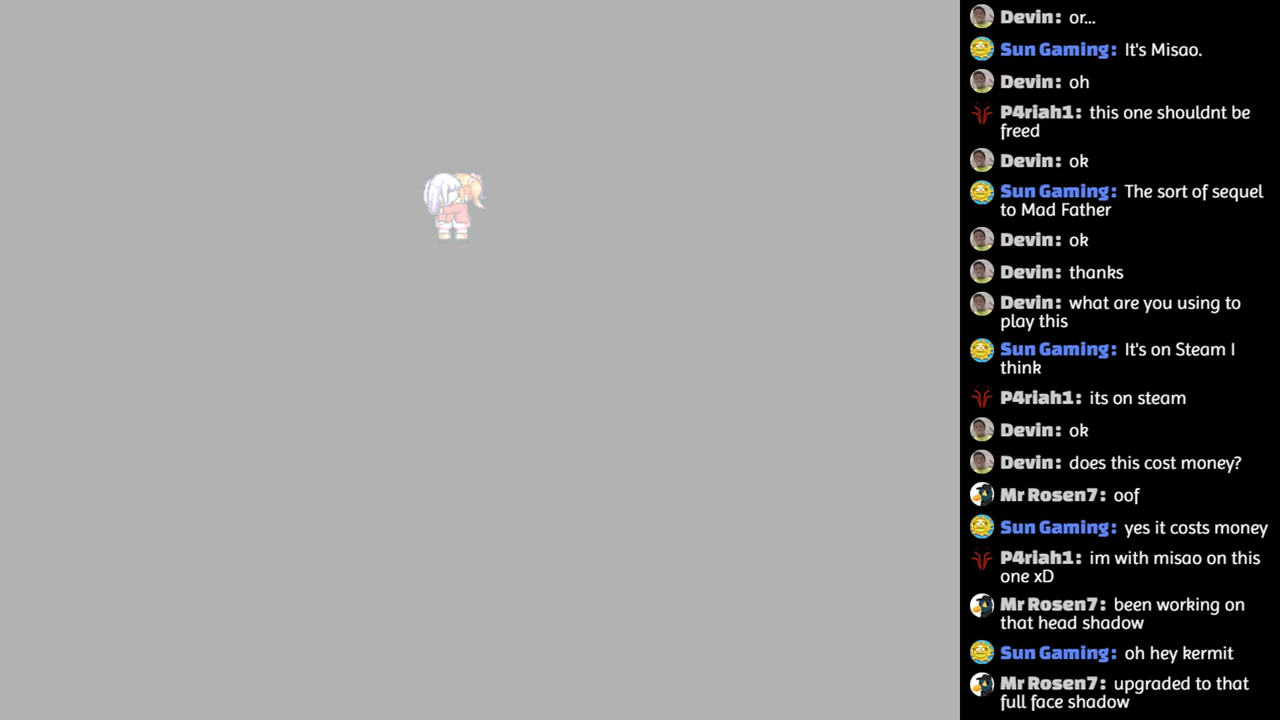 Devin: or...
Sun Gaming: It's Misao.
Devin: oh
P4riah1: this one shouldnt be
freed
Devin: ok
Sun Gaming: The sort of sequel
to Mad Father
Devin: ok
Devin: thanks
Devin: what are you using to
play this
Sun Gaming: It's on Steam I
think
P4riah1: its on steam
Devin: ok
Devin: does this cost money?
Mr Rosen7: oof
Sun Gaming: yes it costs money
P4riah1: im with misao on this
one xD
Mr Rosen7: been working on
that head shadow
Sun Gaming: oh hey kermit
Mr Rosen7: upgraded to that
full face shadow